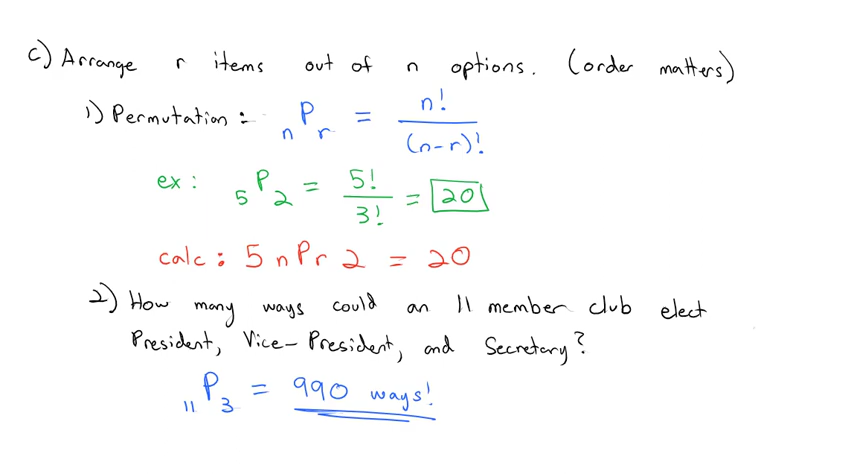 c) Arrange r items out of n options. (order matters)
1) Permutation: nPr = n! / (n-r)!
ex: 5P2 = 5! / 3! = 20
calc: 5 nPr 2 = 20
2) How many ways could an 11 member club elect
President, Vice-President, and Secretary?
11P3 = 990 ways!